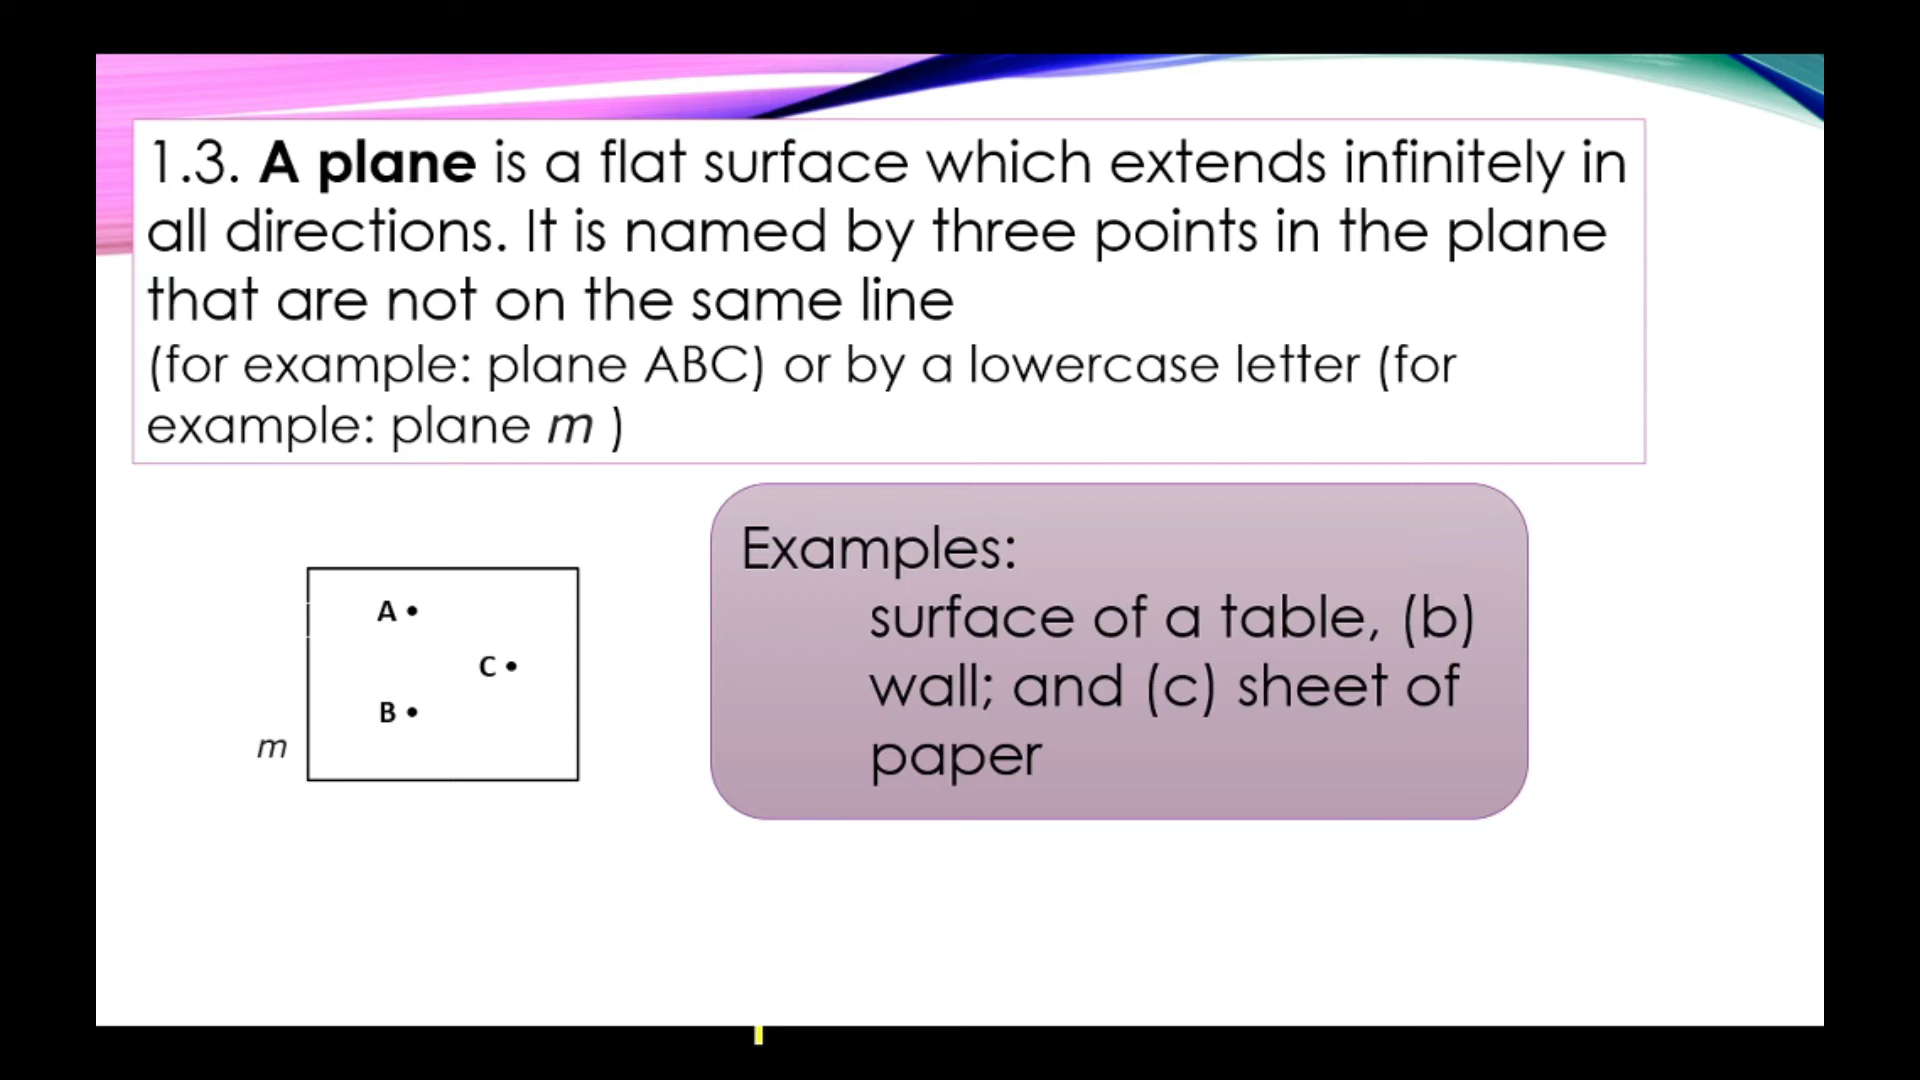 1.3. A plane is a flat surface which extends infinitely in
all directions. It is named by three points in the plane
that are not on the same line
(for example: plane ABC) or by a lowercase letter (for
example: plane m )
Examples:
surface of a table, (b)
wall; and (c) sheet of
paper
A
C
B
m